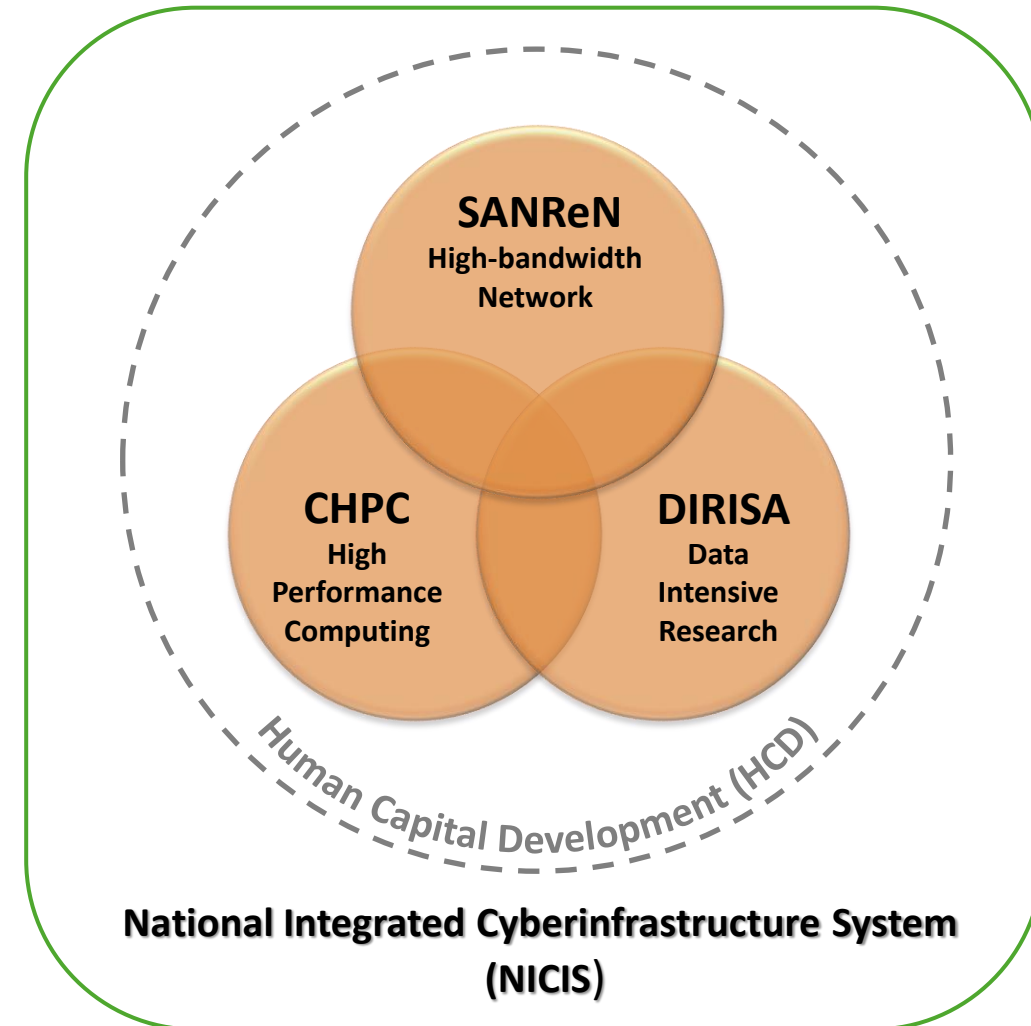 SANReN
High-bandwidth
Network
CHPC
High
Performance
Computing
DIRISA
Data
Intensive
Research
Human Capital Development (HCD)
National Integrated Cyberinfrastructure System
(NICIS)